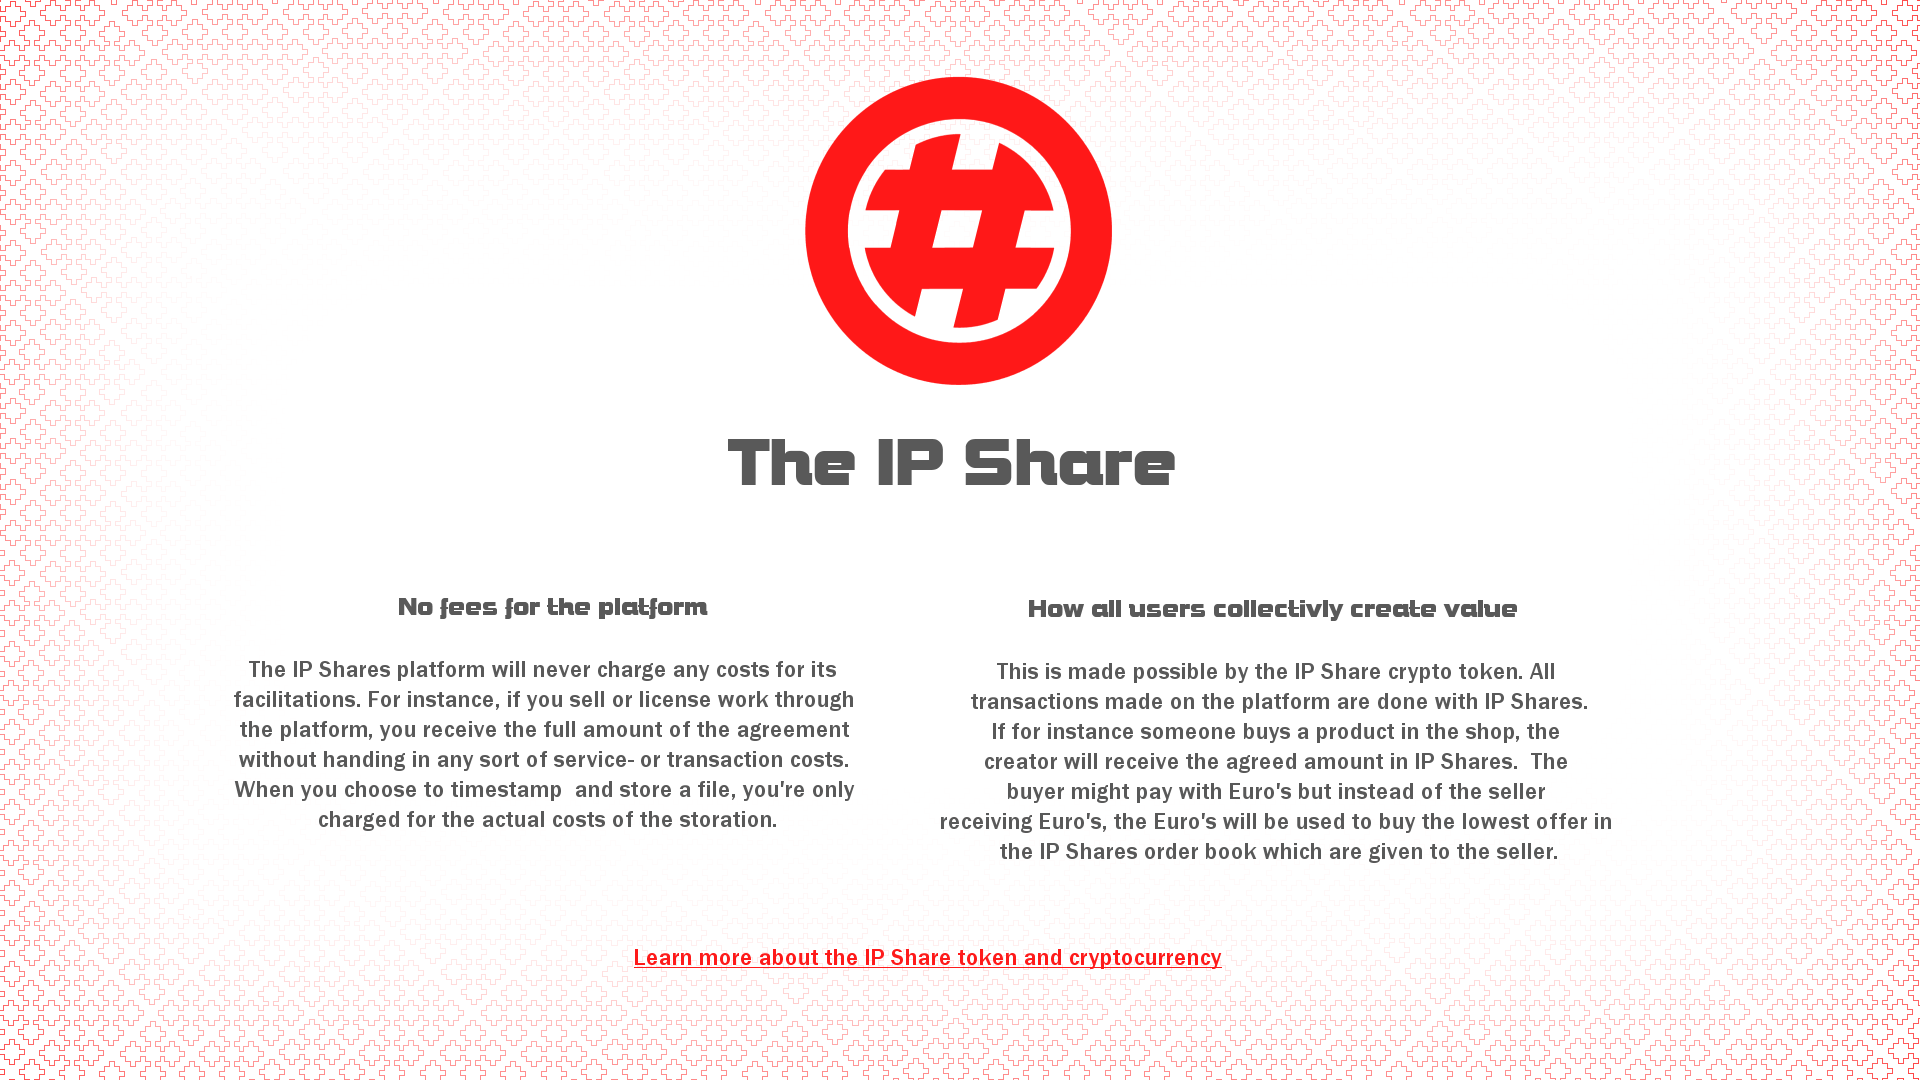 #
The IP Share
No fees for the platform
The IP Shares platform will never charge any costs for its
facilitations. For instance, if you sell or license work through
the platform, you receive the full amount of the agreement
without handing in any sort of service- or transaction costs.
When you choose to timestamp  and store a file, you're only
charged for the actual costs of the storation.
How all users collectivly create value
This is made possible by the IP Share crypto token. All
transactions made on the platform are done with IP Shares.
If for instance someone buys a product in the shop, the
creator will receive the agreed amount in IP Shares.  The
buyer might pay with Euro's but instead of the seller
receiving Euro's, the Euro's will be used to buy the lowest offer in
the IP Shares order book which are given to the seller.
Learn more about the IP Share token and cryptocurrency